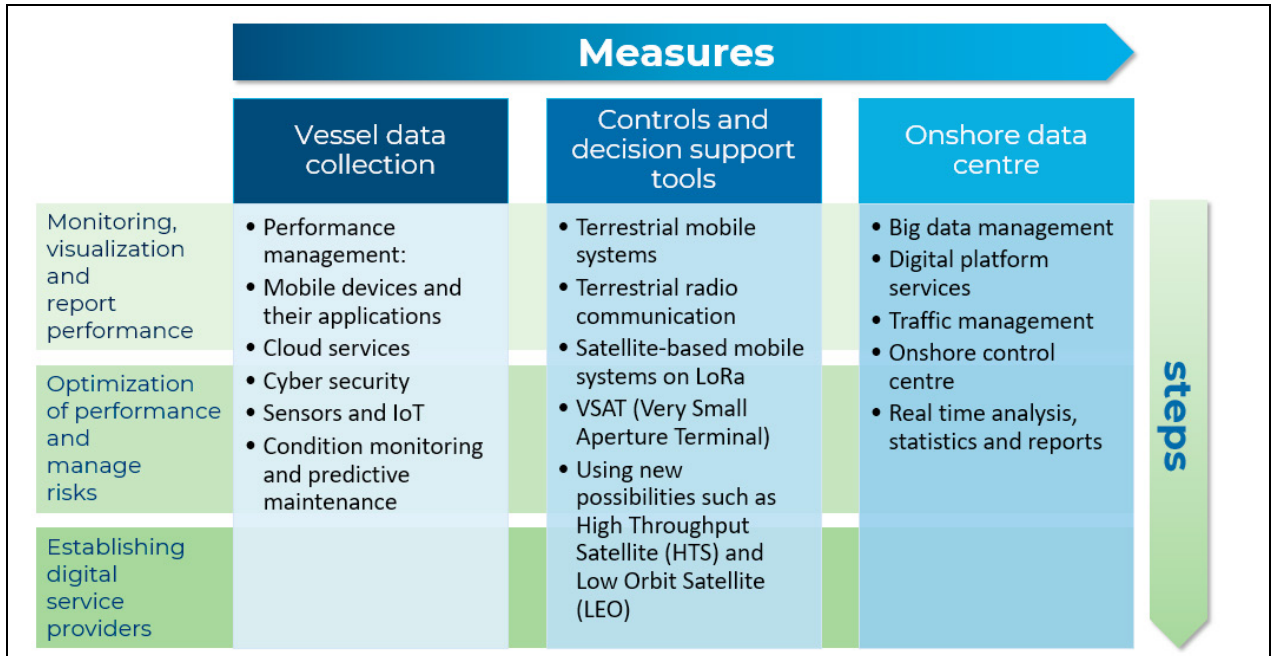 Measures
Vessel data
collection
Controls and
decision support
tools
Onshore data
centre
Monitoring,
visualization
and
report
performance
Optimization
of performance
and
manage
risks
Establishing
digital
service
providers
• Performance
management:
• Mobile devices and
their applications
• Cloud services
• Cyber security
• Sensors and IoT
• Condition monitoring
and predictive
maintenance
• Terrestrial mobile
systems
• Terrestrial radio
communication
• Satellite-based mobile
systems on LoRa
• VSAT (Very Small
Aperture Terminal)
• Using new
possibilities such as
High Throughput
Satellite (HTS) and
Low Orbit Satellite
(LEO)
• Big data management
• Digital platform
services
• Traffic management
• Onshore control
centre
• Real time analysis,
statistics and reports
steps